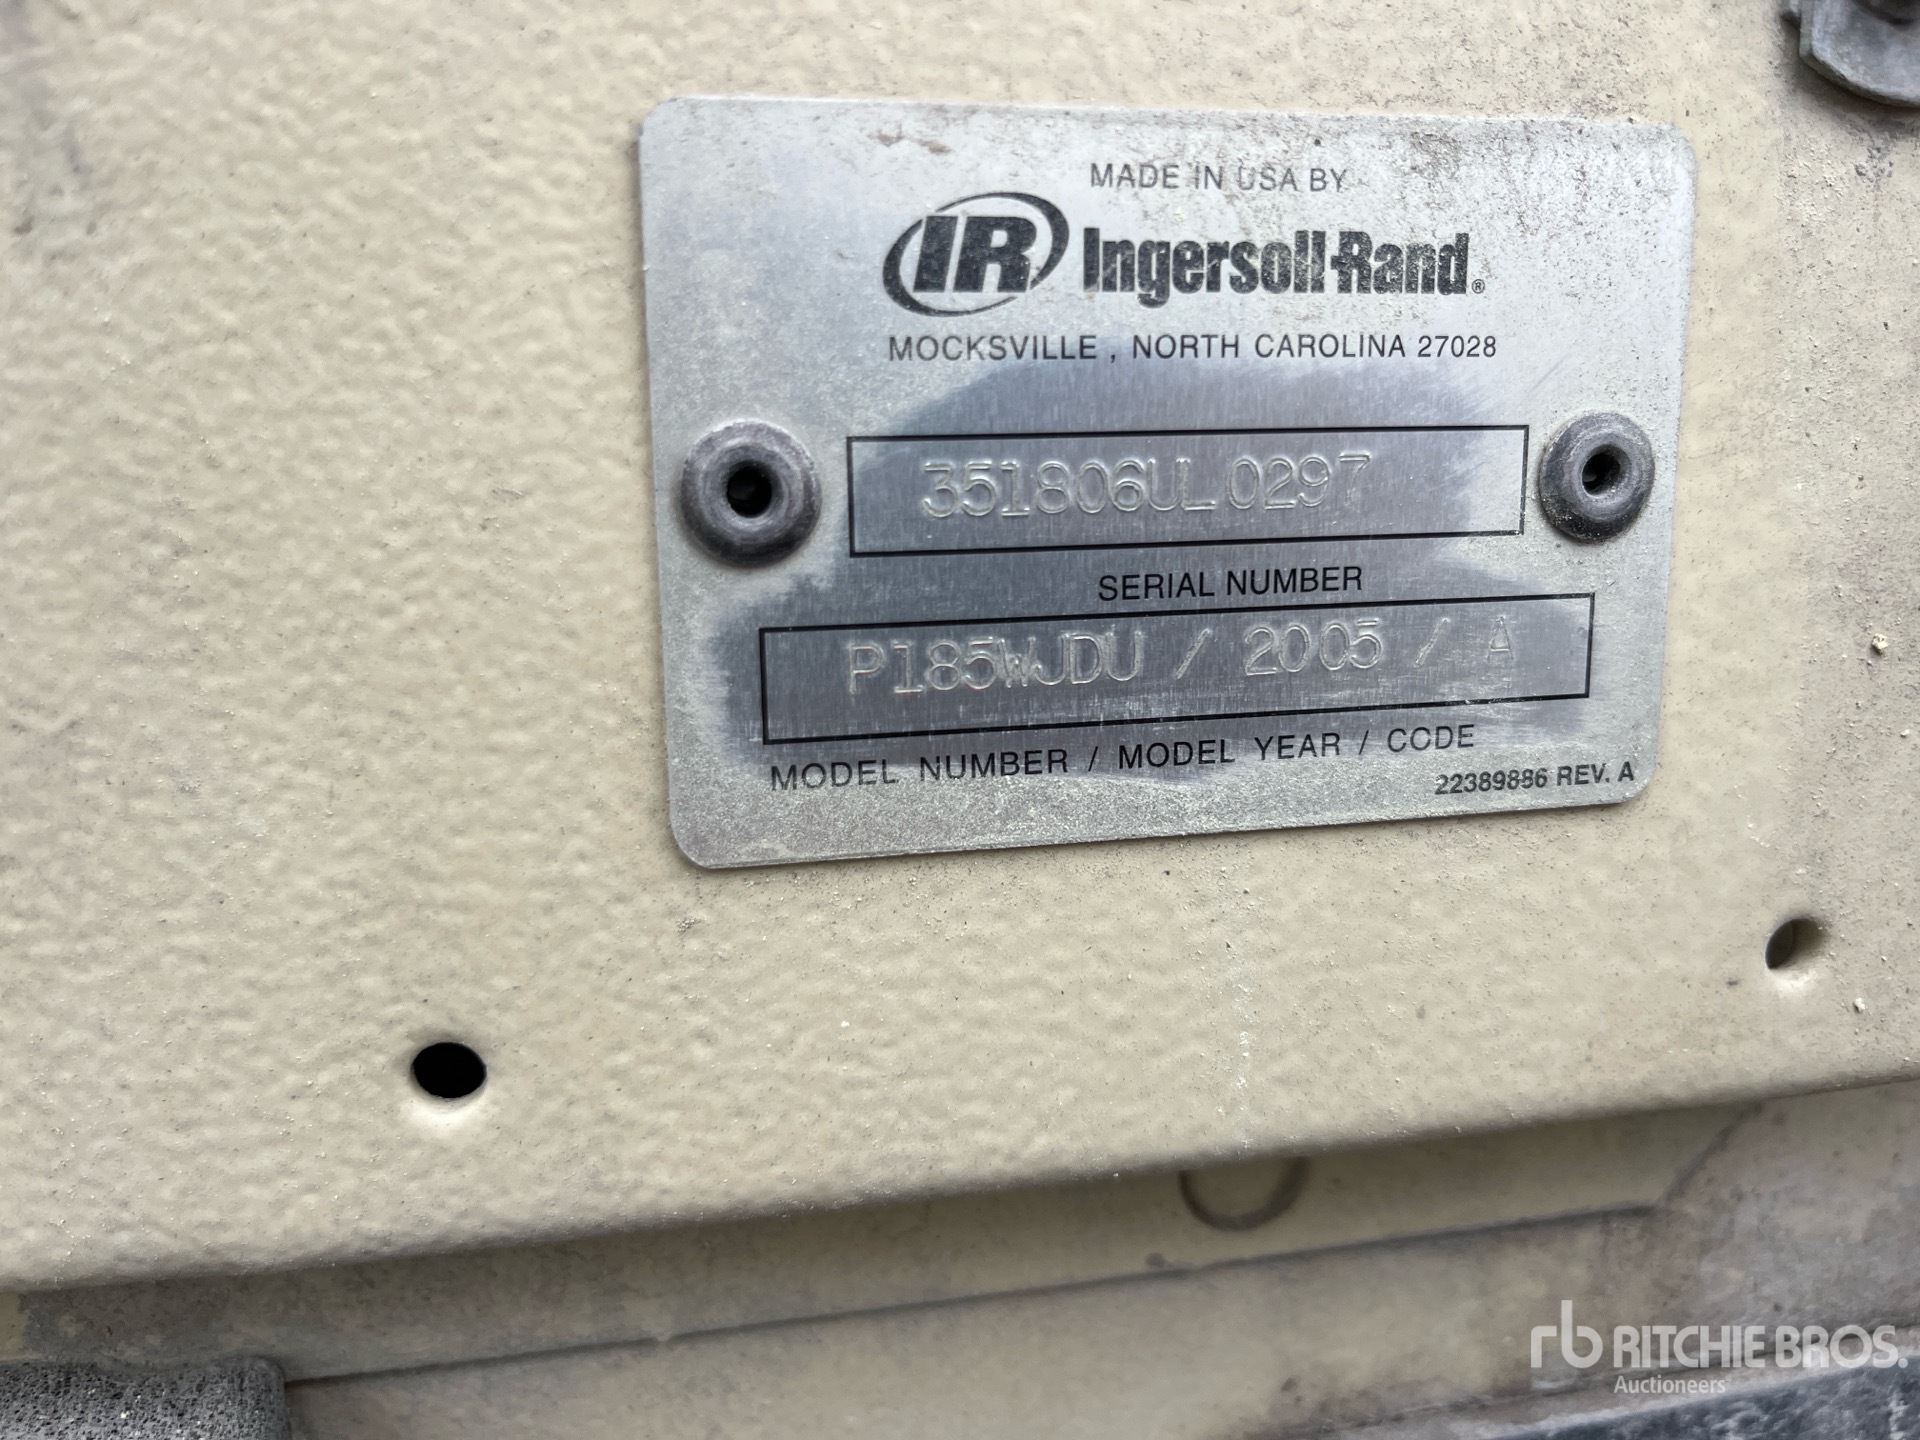 MADE IN USA BY
IR Ingersoll-Rand®
MOCKSVILLE , NORTH CAROLINA 27028
351806UL0297
SERIAL NUMBER
P185WJDU / 2005 / A
MODEL NUMBER / MODEL YEAR / CODE
22389886 REV. A
rb RITCHIE BROS.
Auctioneers